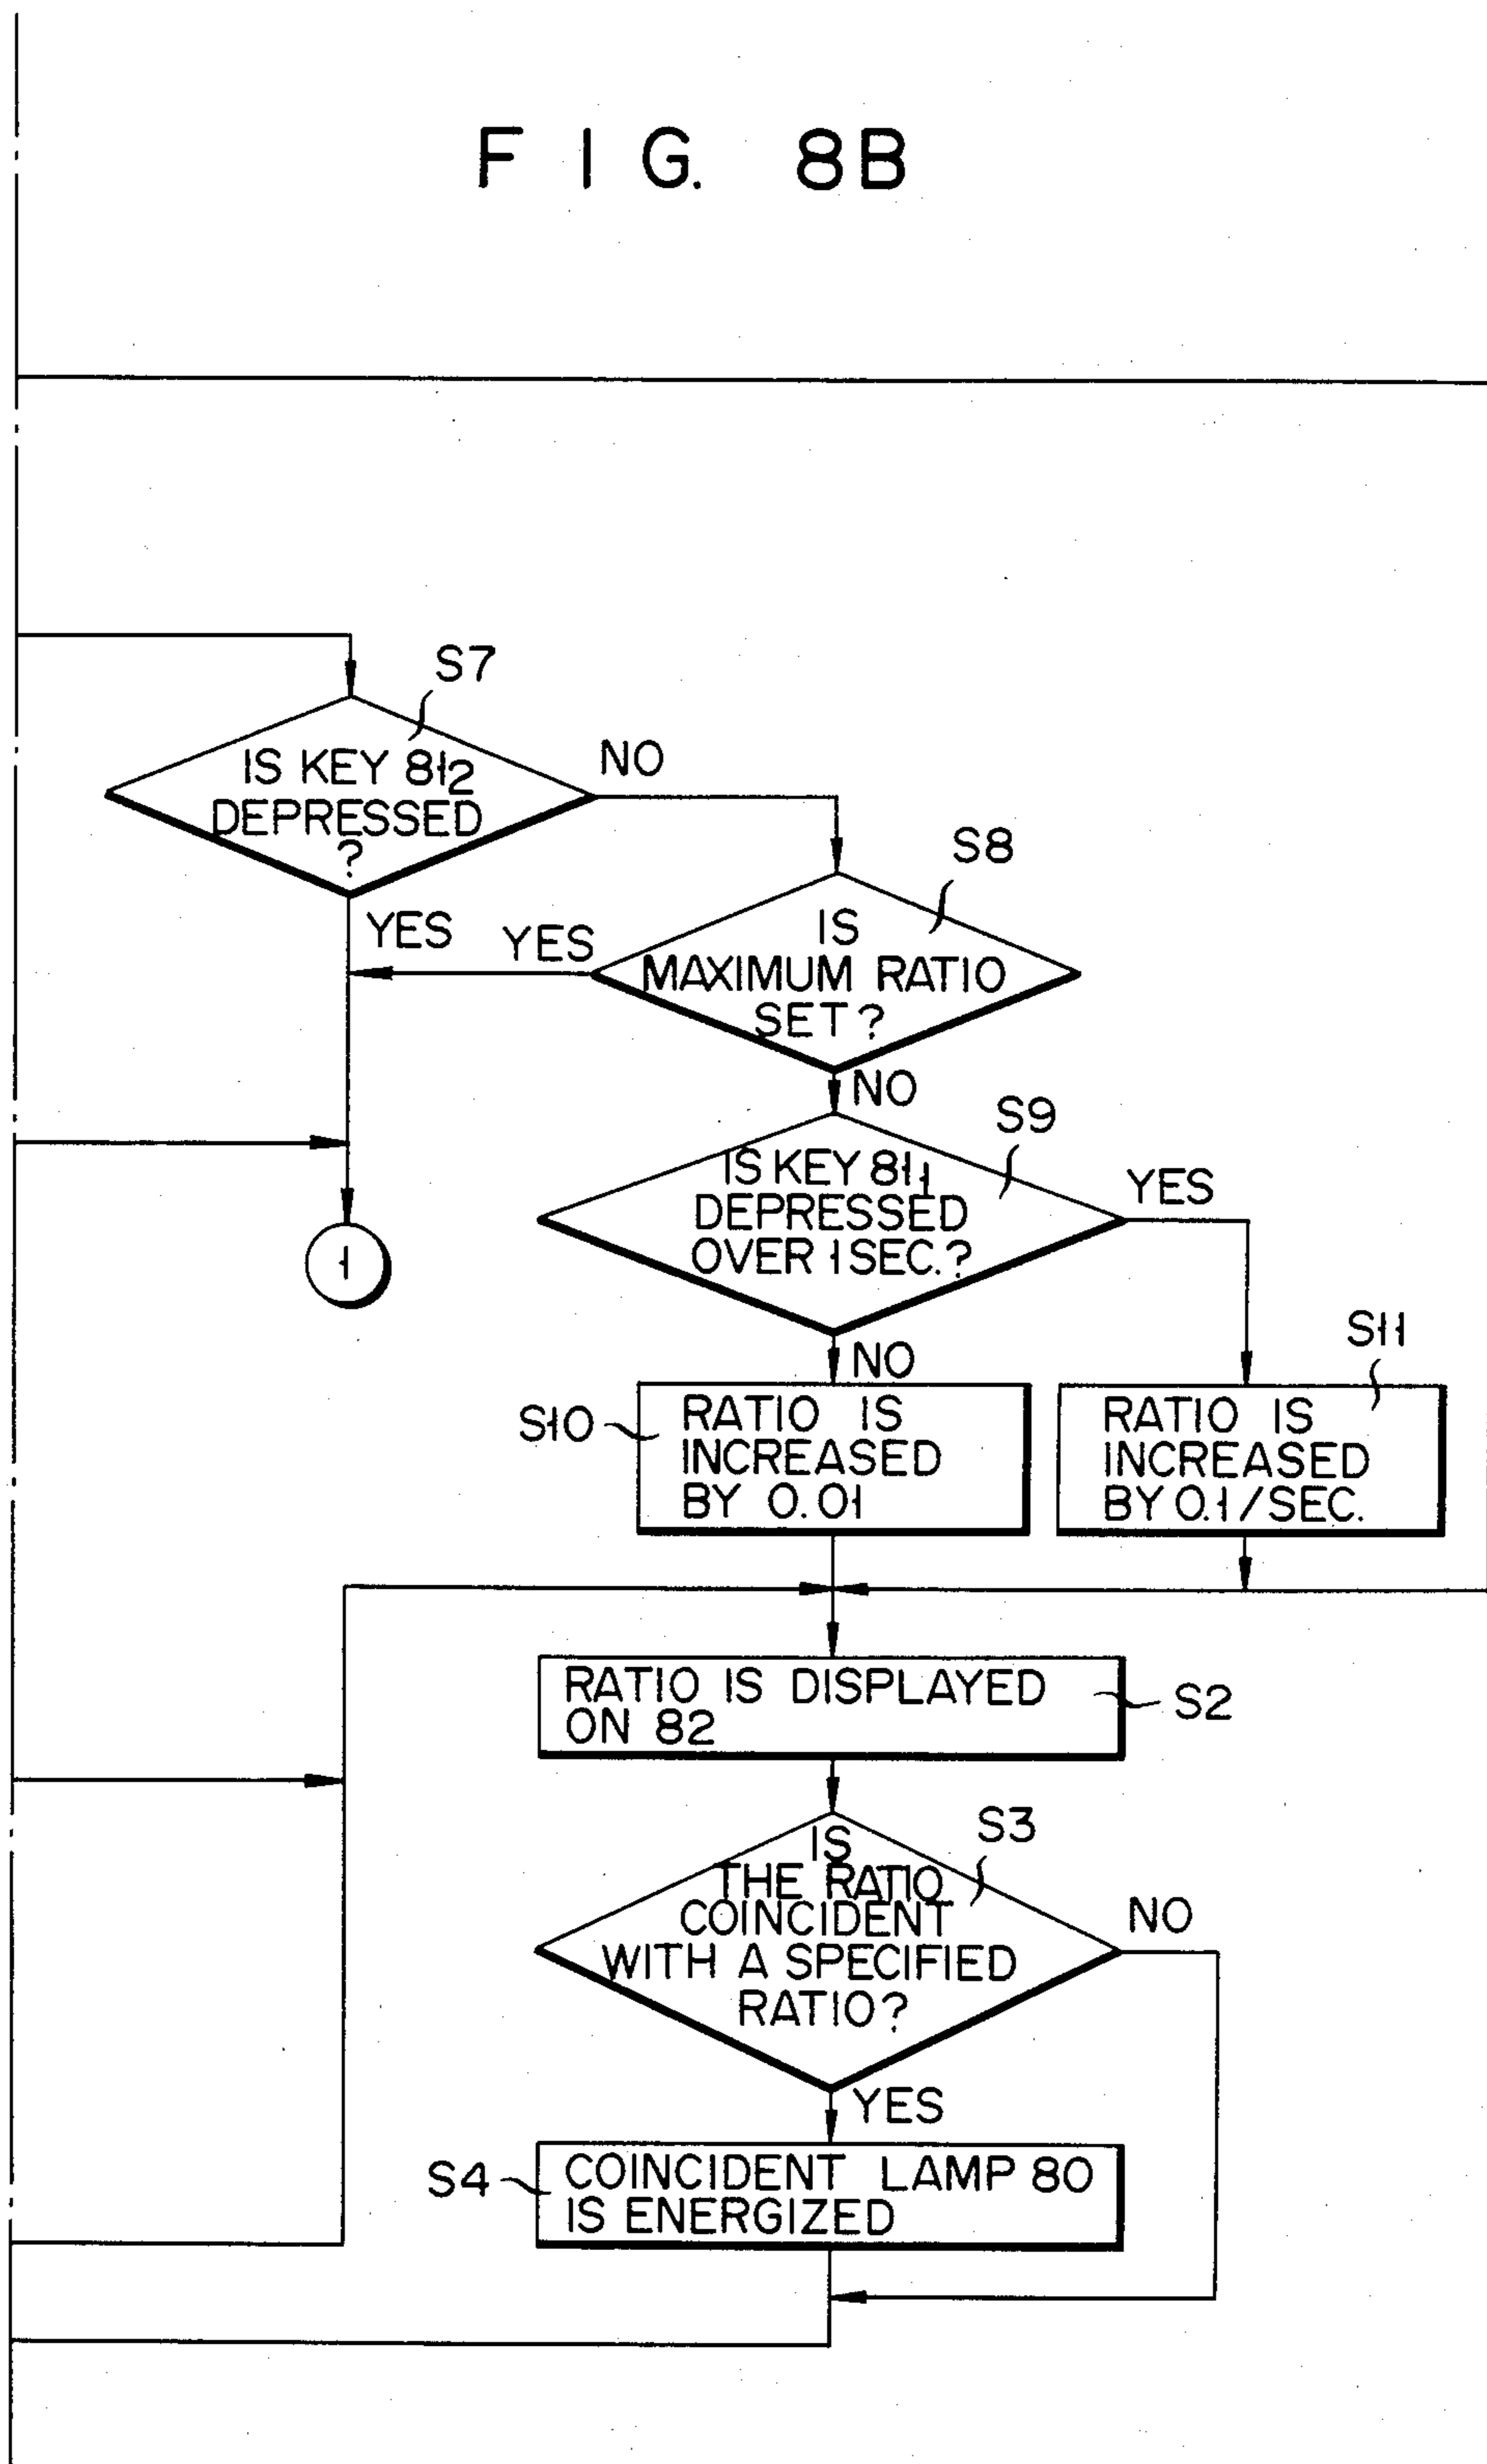 FIG. 8B
S7
IS KEY 81₂
DEPRESSED
?
NO
YES
S8
IS
MAXIMUM RATIO
SET?
YES
NO
S9
IS KEY 81₁
DEPRESSED
OVER 1 SEC.?
YES
1
NO
S10
RATIO IS
INCREASED
BY 0.01
S11
RATIO IS
INCREASED
BY 0.1/SEC.
RATIO IS DISPLAYED
ON 82
S2
S3
IS
THE RATIO
COINCIDENT
WITH A SPECIFIED
RATIO?
NO
YES
S4
COINCIDENT LAMP 80
IS ENERGIZED